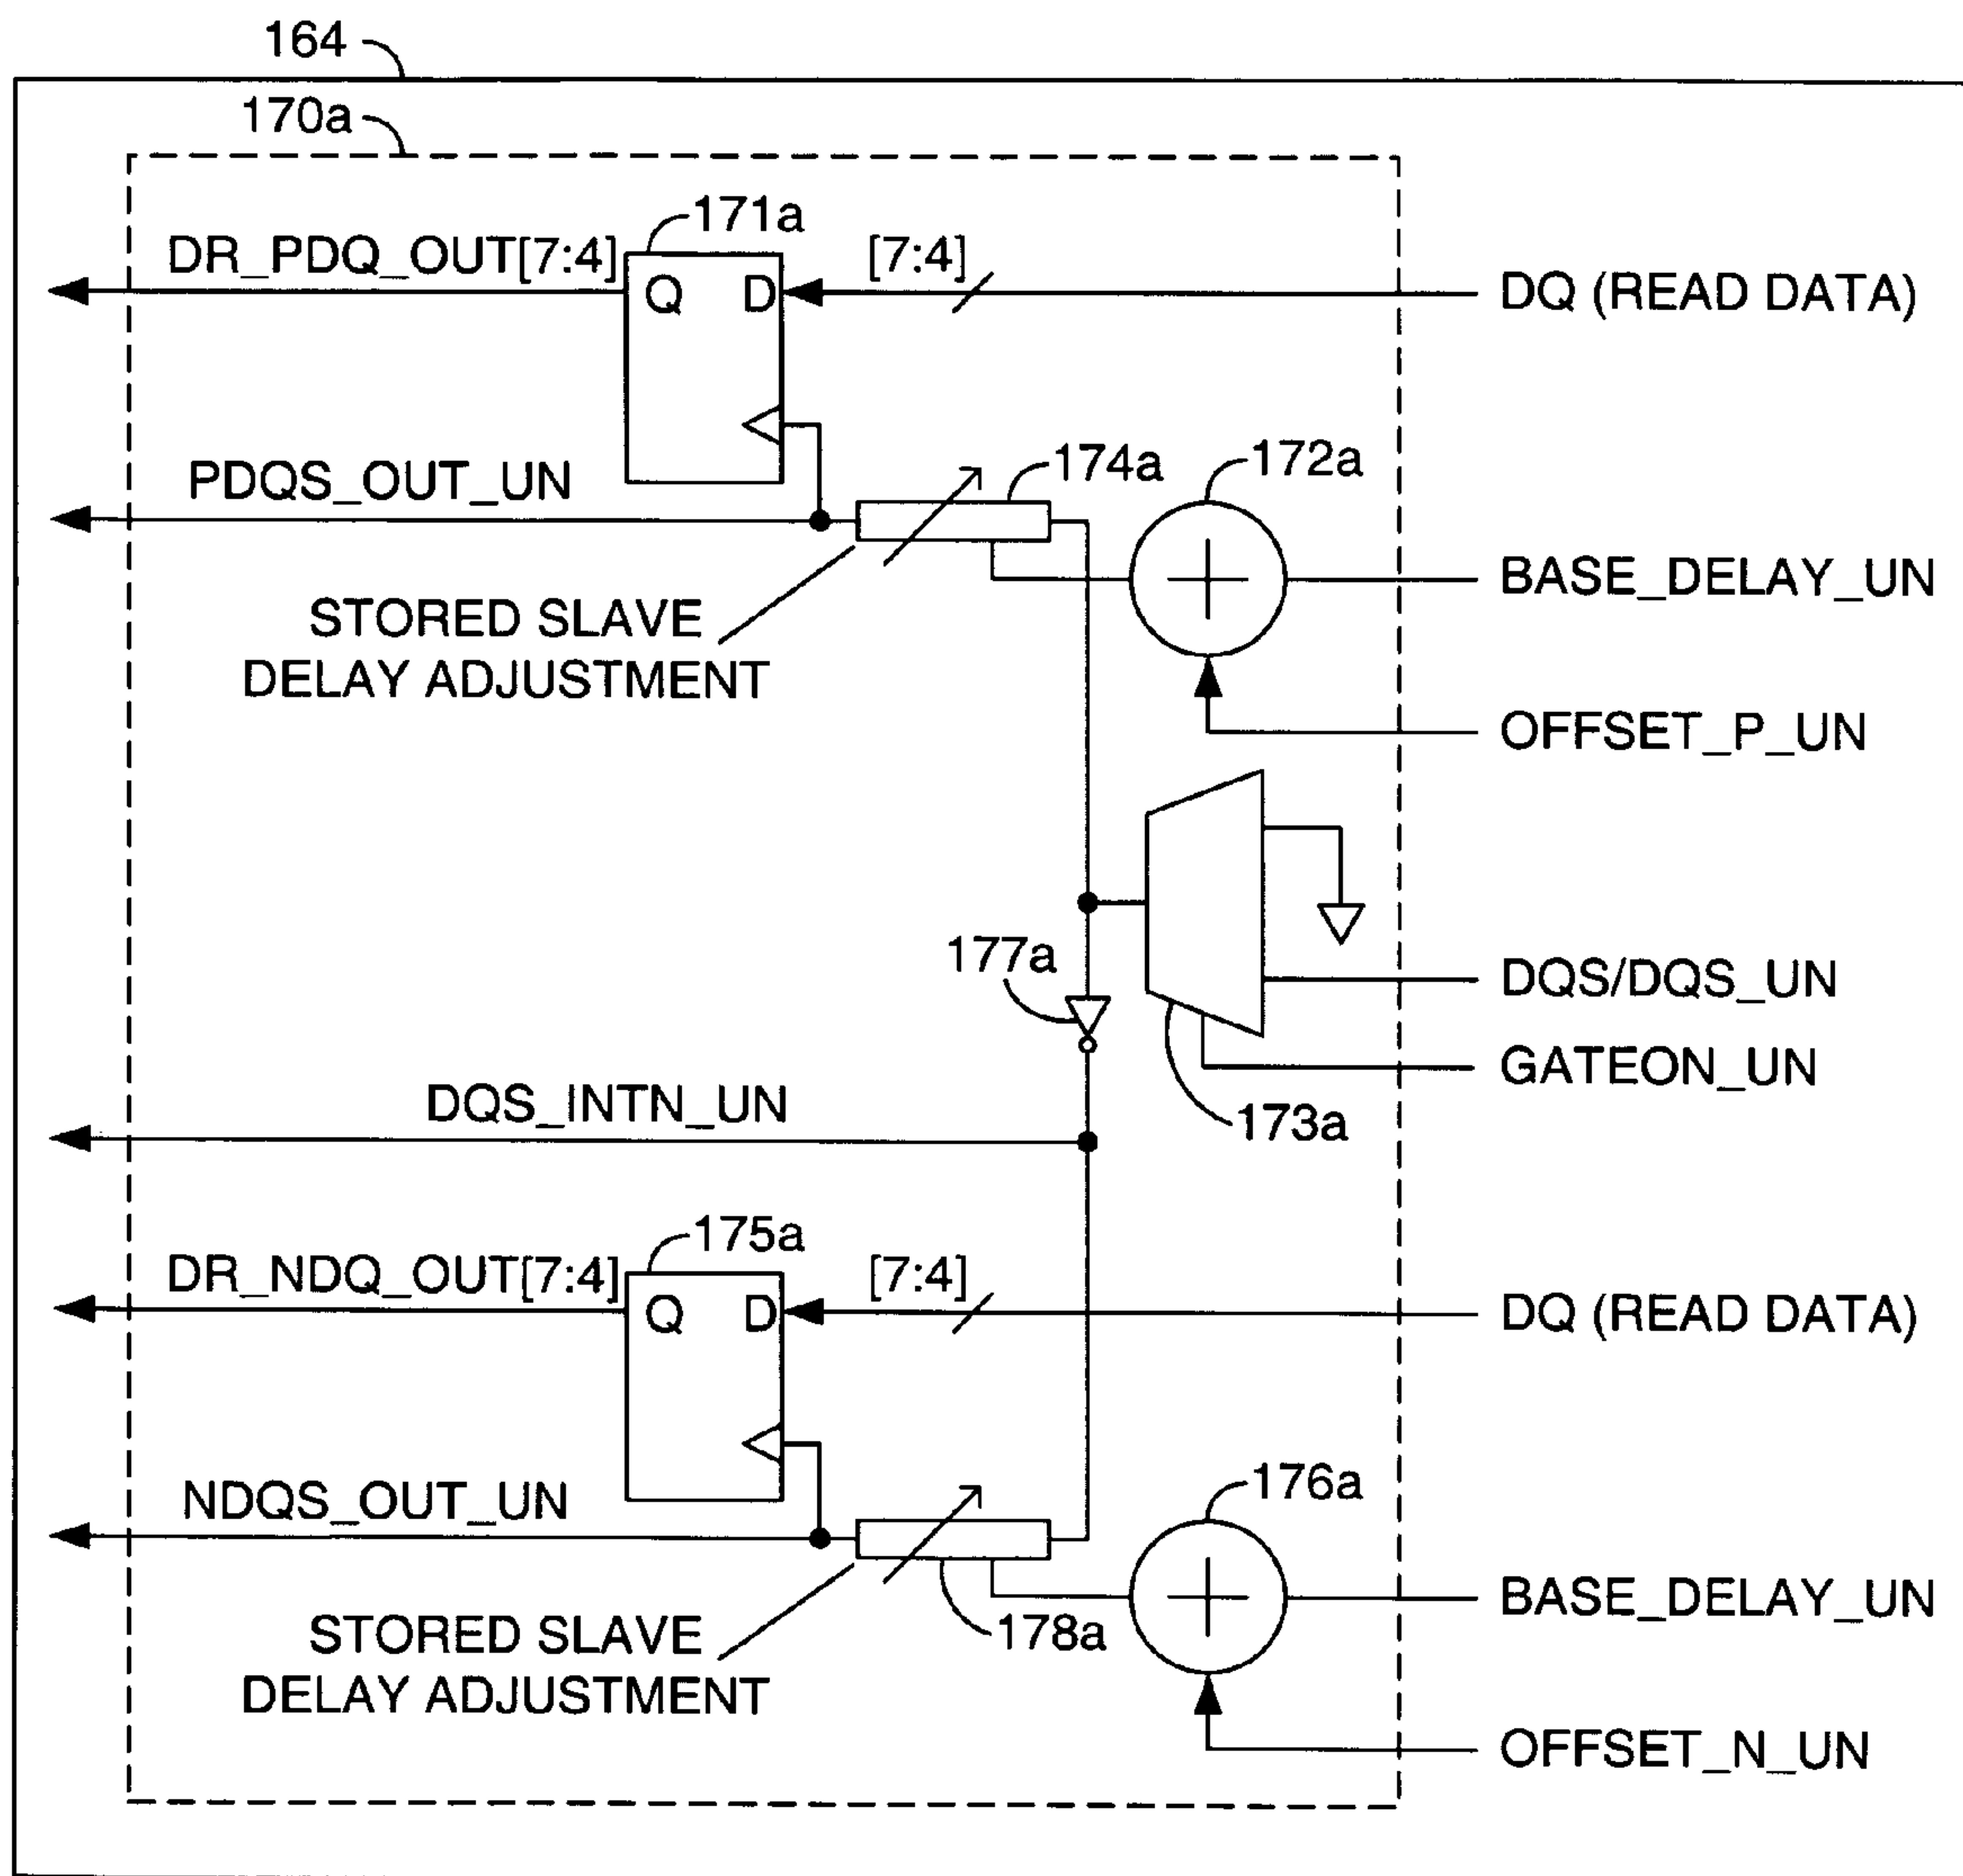 164
170a
171a
DR_PDQ_OUT[7:4]
[7:4]
Q
D
DQ (READ DATA)
PDQS_OUT_UN
174a
172a
STORED SLAVE
DELAY ADJUSTMENT
BASE_DELAY_UN
OFFSET_P_UN
177a
DQS/DQS_UN
GATEON_UN
DQS_INTN_UN
173a
175a
DR_NDQ_OUT[7:4]
[7:4]
Q
D
DQ (READ DATA)
NDQS_OUT_UN
176a
178a
STORED SLAVE
DELAY ADJUSTMENT
BASE_DELAY_UN
OFFSET_N_UN